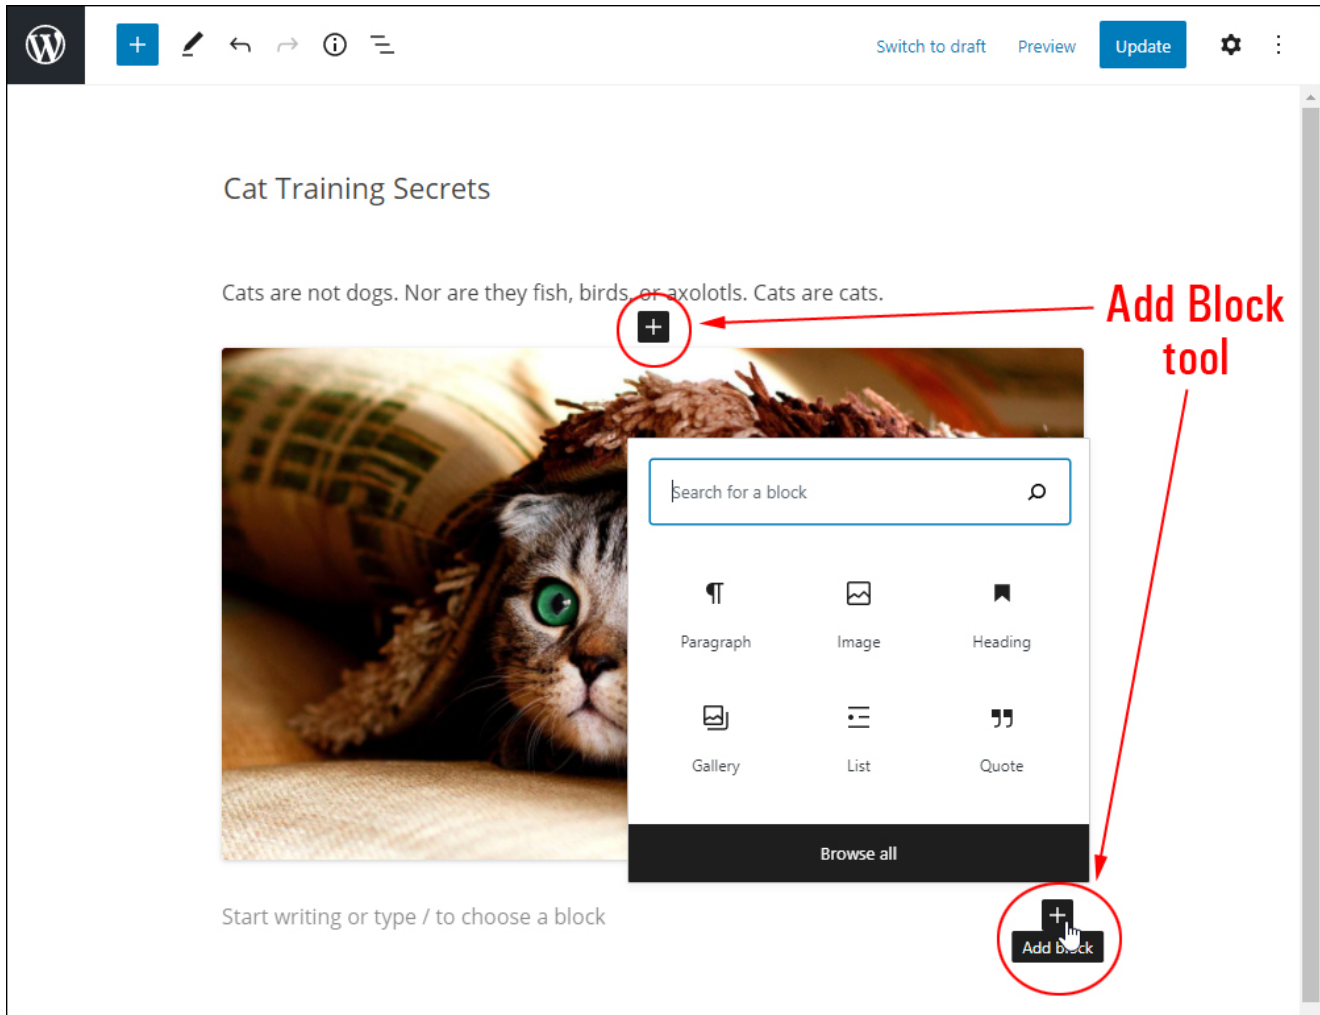 Switch to draft
Preview
Update
Cat Training Secrets
Cats are not dogs. Nor are they fish, birds, or axolotls. Cats are cats.
Add Block
tool
Search for a block
Paragraph
Image
Heading
Gallery
List
Quote
Browse all
Start writing or type / to choose a block
Add block